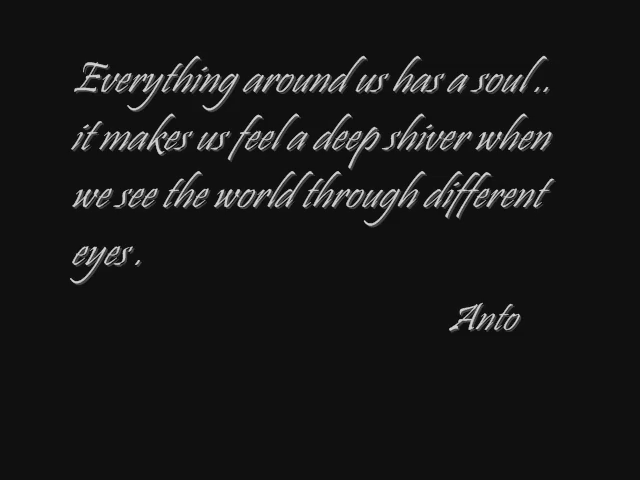 Everything around us has a soul ..
it makes us feel a deep shiver when
we see the world through different
eyes .
Anto